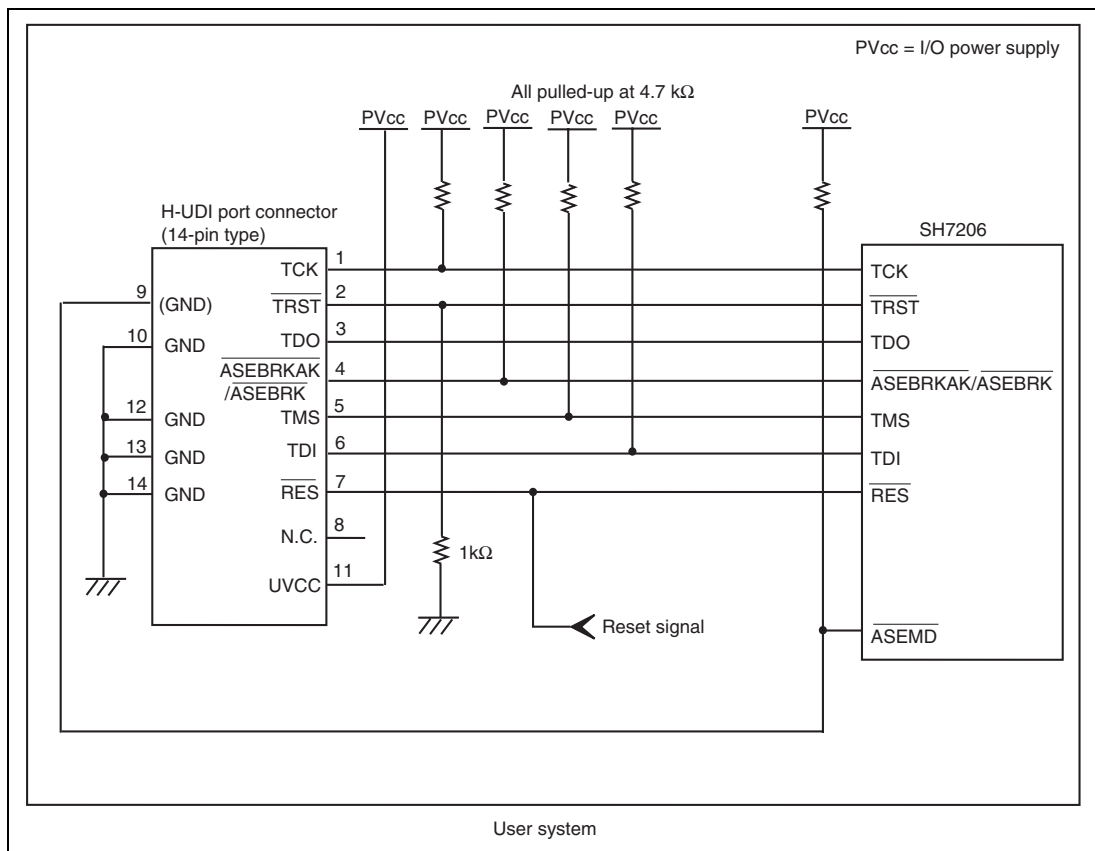 PVcc = I/O power supply
All pulled-up at 4.7 kΩ
PVcc PVcc PVcc PVcc PVcc PVcc
H-UDI port connector
(14-pin type)
SH7206
TCK 1 TCK
9 (GND) TRST 2 TRST
10 GND TDO 3 TDO
ASEBRKAK
/ASEBRK 4 ASEBRKAK/ASEBRK
12 GND TMS 5 TMS
13 GND TDI 6 TDI
14 GND RES 7 RES
N.C. 8
1kΩ
UVCC 11
Reset signal
ASEMD
User system